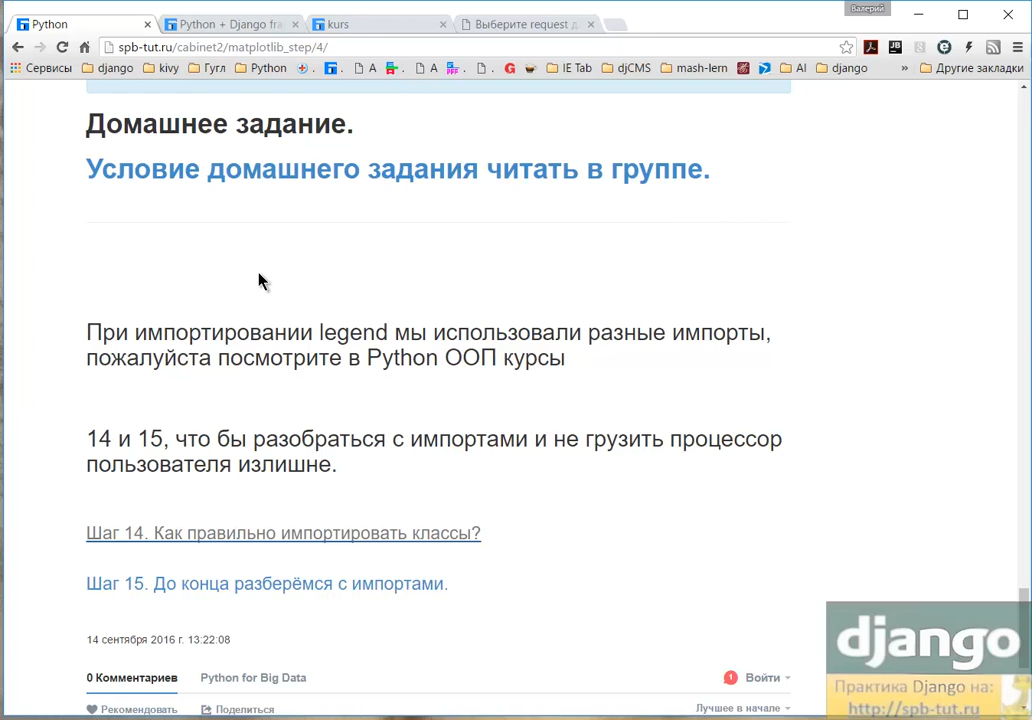 Валерий
Python
Python + Django fra
kurs
Выберите request д
spb-tut.ru/cabinet2/matplotlib_step/4/
Сервисы django kivy Гугл Python . . A . A . IE Tab djCMS mash-lern AI django » Другие закладки
Домашнее задание.
Условие домашнего задания читать в группе.
При импортировании legend мы использовали разные импорты,
пожалуйста посмотрите в Python ООП курсы
14 и 15, что бы разобраться с импортами и не грузить процессор
пользователя излишне.
Шаг 14. Как правильно импортировать классы?
Шаг 15. До конца разберёмся с импортами.
14 сентября 2016 г. 13:22:08
0 Комментариев Python for Big Data 1 Войти
Рекомендовать Поделиться Лучшее в начале
django
Практика Django на:
http://spb-tut.ru